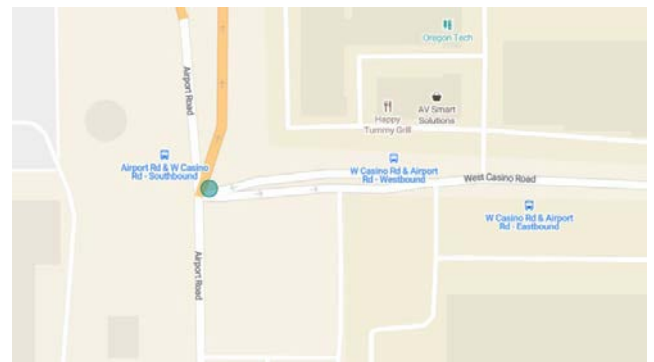 Oregon Tech
Airport Road
AV Smart
Solutions
Happy
Tummy Grill
Airport Rd & W Casino
Rd - Southbound
W Casino Rd & Airport
Rd - Westbound
West Casino Road
W Casino Rd & Airport
Rd - Eastbound
Airport Road